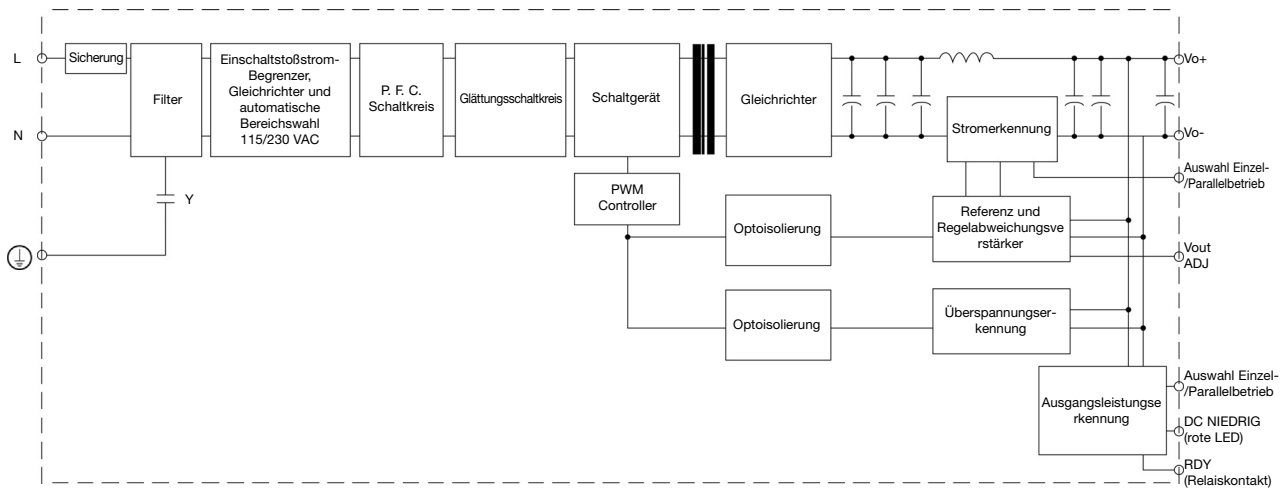 L
N
Sicherung
Filter
Y
Einschaltstoßstrom-
Begrenzer,
Gleichrichter und
automatische
Bereichswahl
115/230 VAC
P. F. C.
Schaltkreis
Glättungsschaltkreis
Schaltgerät
Gleichrichter
Stromerkennung
Vo+
Vo-
Auswahl Einzel-
/Parallelbetrieb
PWM
Controller
Optoisolierung
Referenz und
Regelabweichungsve
rstärker
Vout
ADJ
Optoisolierung
Überspannungser-
kennung
Ausgangsleistungse
rkennung
Auswahl Einzel-
/Parallelbetrieb
DC NIEDRIG
(rote LED)
RDY
(Relaiskontakt)